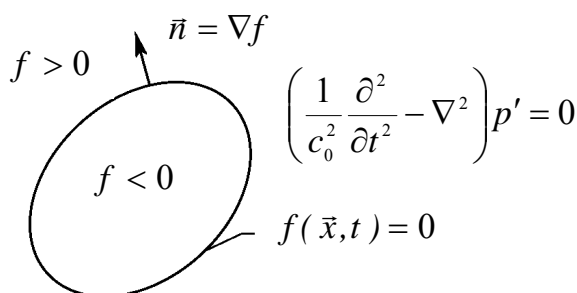 n⃗ = ∇f
f > 0
(1/c₀² ∂²/∂t² − ∇²) p′ = 0
f < 0
f(x⃗,t) = 0